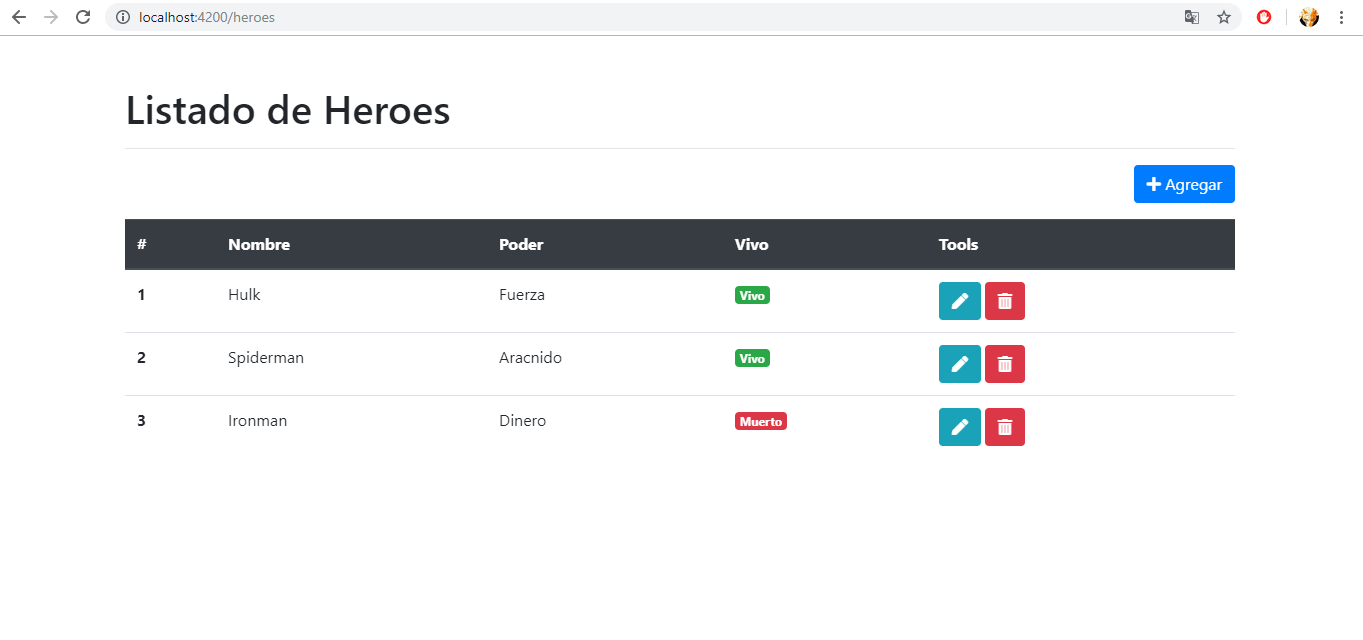 localhost:4200/heroes
Listado de Heroes
Agregar
# Nombre Poder Vivo Tools
1 Hulk Fuerza Vivo
2 Spiderman Aracnido Vivo
3 Ironman Dinero Muerto